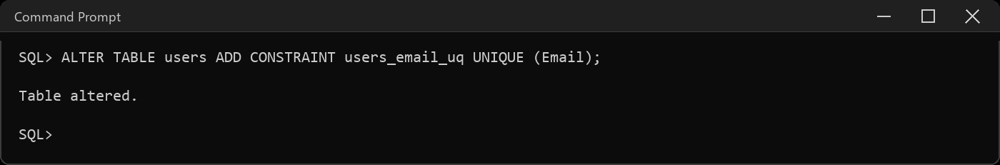 Command Prompt
SQL> ALTER TABLE users ADD CONSTRAINT users_email_uq UNIQUE (Email);
Table altered.
SQL>